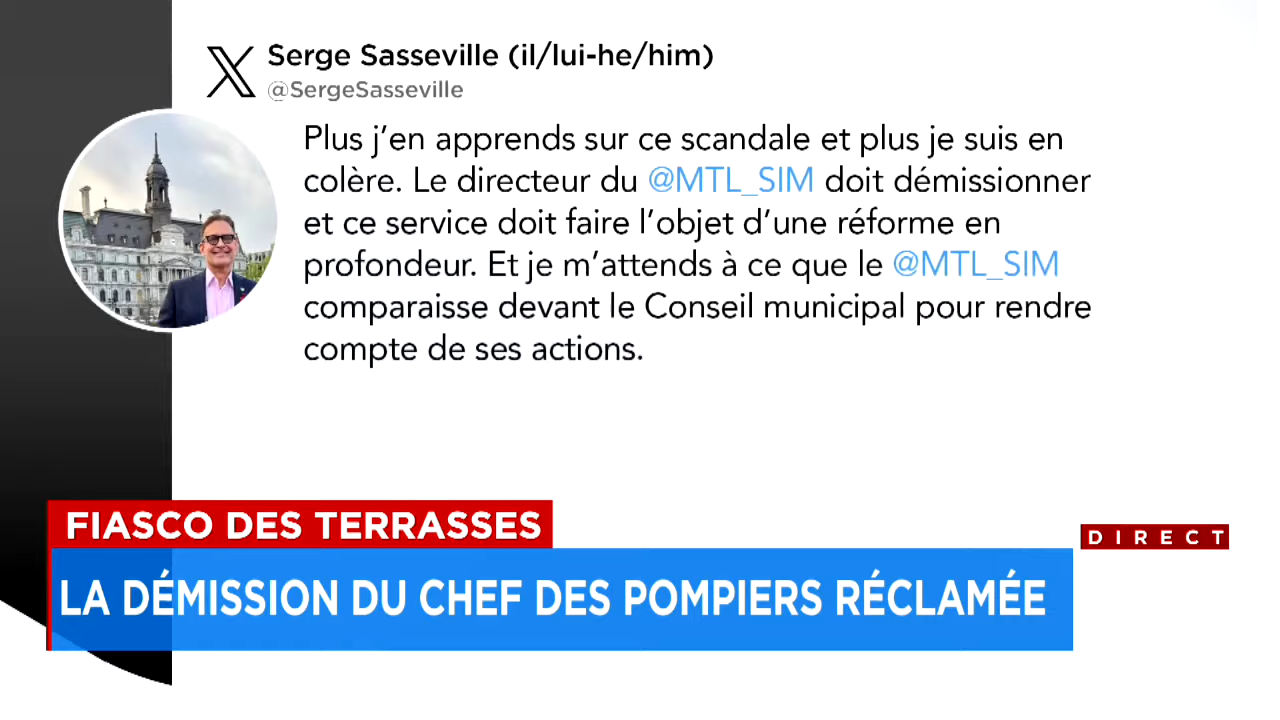 Serge Sasseville (il/lui-he/him)
@SergeSasseville
Plus j’en apprends sur ce scandale et plus je suis en
colère. Le directeur du @MTL_SIM doit démissionner
et ce service doit faire l’objet d’une réforme en
profondeur. Et je m’attends à ce que le @MTL_SIM
comparaisse devant le Conseil municipal pour rendre
compte de ses actions.
FIASCO DES TERRASSES
DIRECT
LA DÉMISSION DU CHEF DES POMPIERS RÉCLAMÉE